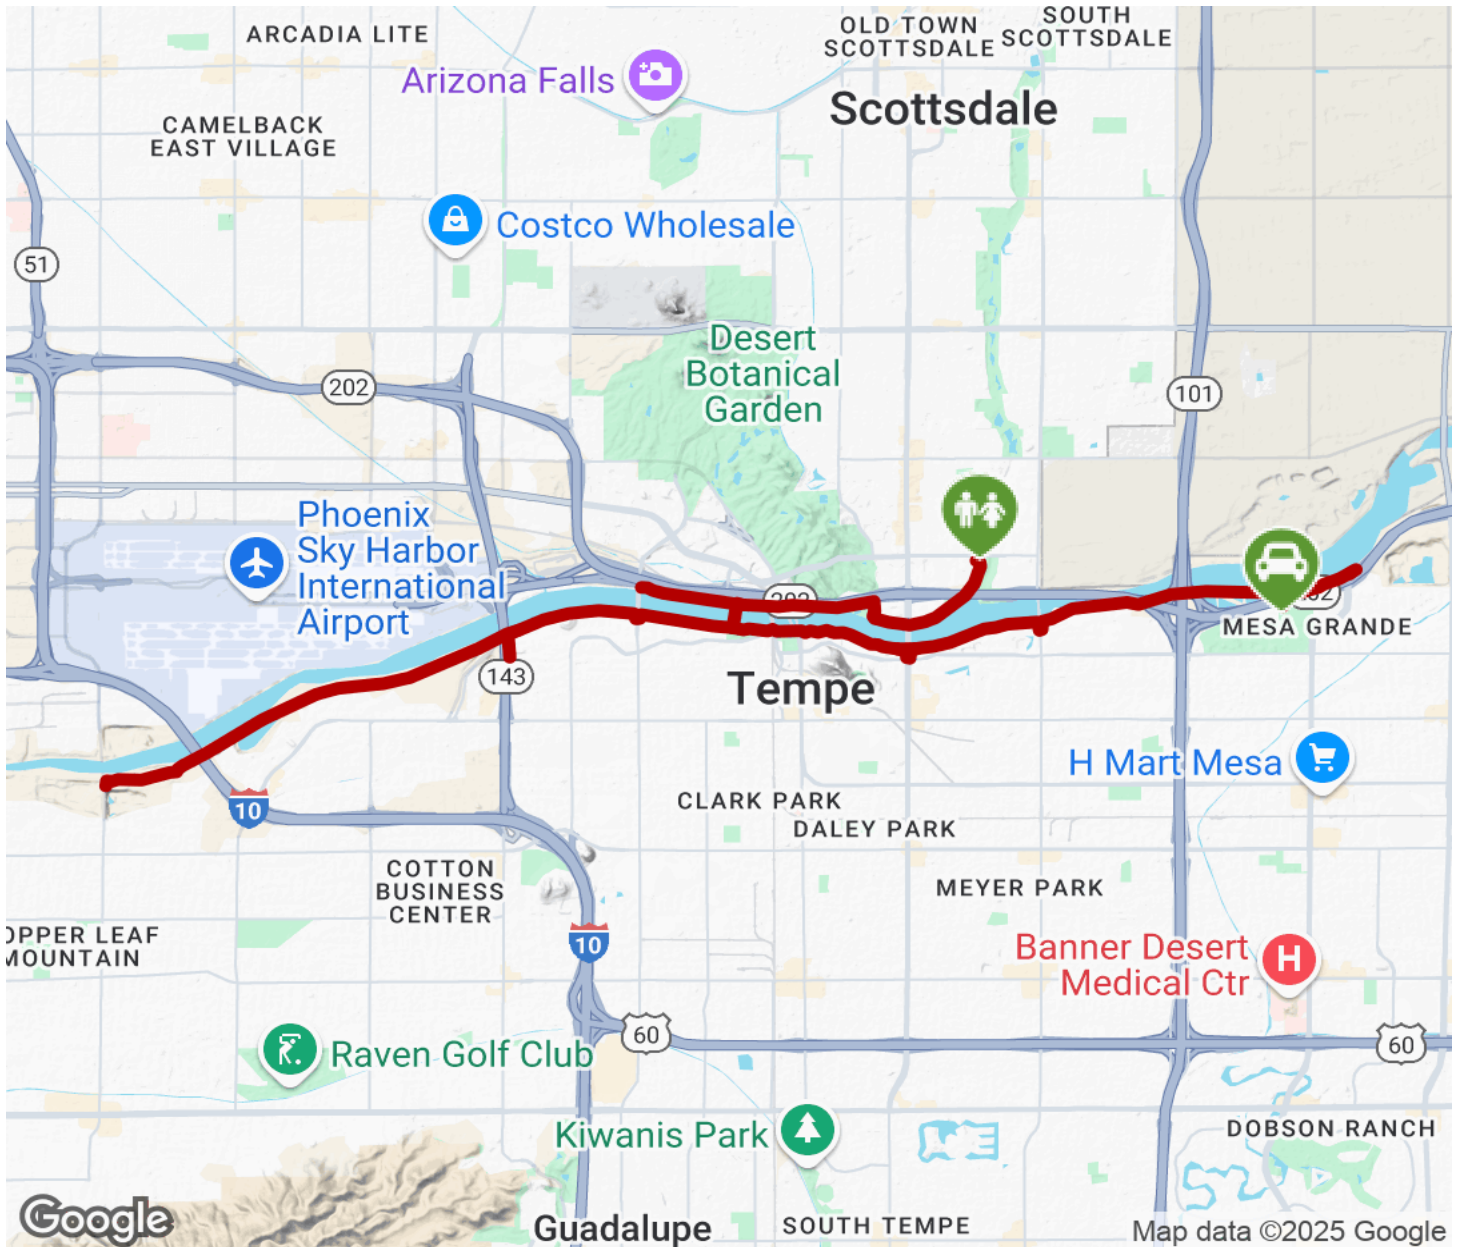 ARCADIA LITE
OLD TOWN
SCOTTSDALE
SOUTH
SCOTTSDALE
Arizona Falls
Scottsdale
CAMELBACK
EAST VILLAGE
Costco Wholesale
51
Desert
Botanical
Garden
202
101
Phoenix
Sky Harbor
International
Airport
202
MESA GRANDE
143
Tempe
H Mart Mesa
10
CLARK PARK
DALEY PARK
COTTON
BUSINESS
CENTER
MEYER PARK
OPPER LEAF
MOUNTAIN
10
Banner Desert
Medical Ctr
H
60
60
Raven Golf Club
Kiwanis Park
DOBSON RANCH
Google
Guadalupe
SOUTH TEMPE
Map data ©2025 Google